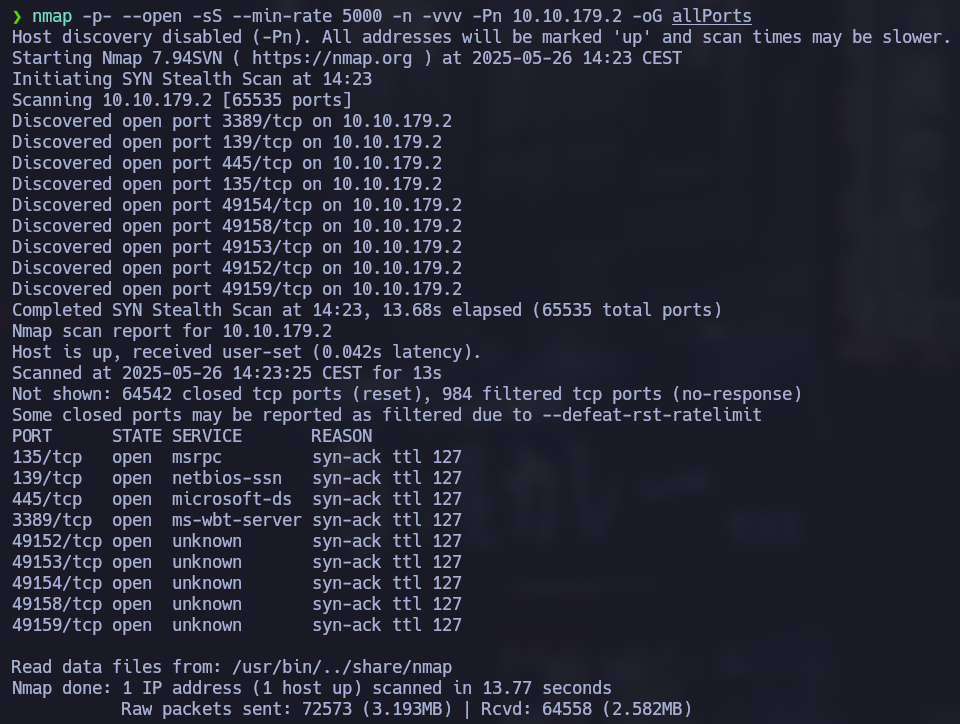 ❯ nmap -p- --open -sS --min-rate 5000 -n -vvv -Pn 10.10.179.2 -oG allPorts
Host discovery disabled (-Pn). All addresses will be marked 'up' and scan times may be slower.
Starting Nmap 7.94SVN ( https://nmap.org ) at 2025-05-26 14:23 CEST
Initiating SYN Stealth Scan at 14:23
Scanning 10.10.179.2 [65535 ports]
Discovered open port 3389/tcp on 10.10.179.2
Discovered open port 139/tcp on 10.10.179.2
Discovered open port 445/tcp on 10.10.179.2
Discovered open port 135/tcp on 10.10.179.2
Discovered open port 49154/tcp on 10.10.179.2
Discovered open port 49158/tcp on 10.10.179.2
Discovered open port 49153/tcp on 10.10.179.2
Discovered open port 49152/tcp on 10.10.179.2
Discovered open port 49159/tcp on 10.10.179.2
Completed SYN Stealth Scan at 14:23, 13.68s elapsed (65535 total ports)
Nmap scan report for 10.10.179.2
Host is up, received user-set (0.042s latency).
Scanned at 2025-05-26 14:23:25 CEST for 13s
Not shown: 64542 closed tcp ports (reset), 984 filtered tcp ports (no-response)
Some closed ports may be reported as filtered due to --defeat-rst-ratelimit
PORT      STATE SERVICE       REASON
135/tcp   open  msrpc         syn-ack ttl 127
139/tcp   open  netbios-ssn   syn-ack ttl 127
445/tcp   open  microsoft-ds  syn-ack ttl 127
3389/tcp  open  ms-wbt-server syn-ack ttl 127
49152/tcp open  unknown       syn-ack ttl 127
49153/tcp open  unknown       syn-ack ttl 127
49154/tcp open  unknown       syn-ack ttl 127
49158/tcp open  unknown       syn-ack ttl 127
49159/tcp open  unknown       syn-ack ttl 127
Read data files from: /usr/bin/../share/nmap
Nmap done: 1 IP address (1 host up) scanned in 13.77 seconds
           Raw packets sent: 72573 (3.193MB) | Rcvd: 64558 (2.582MB)